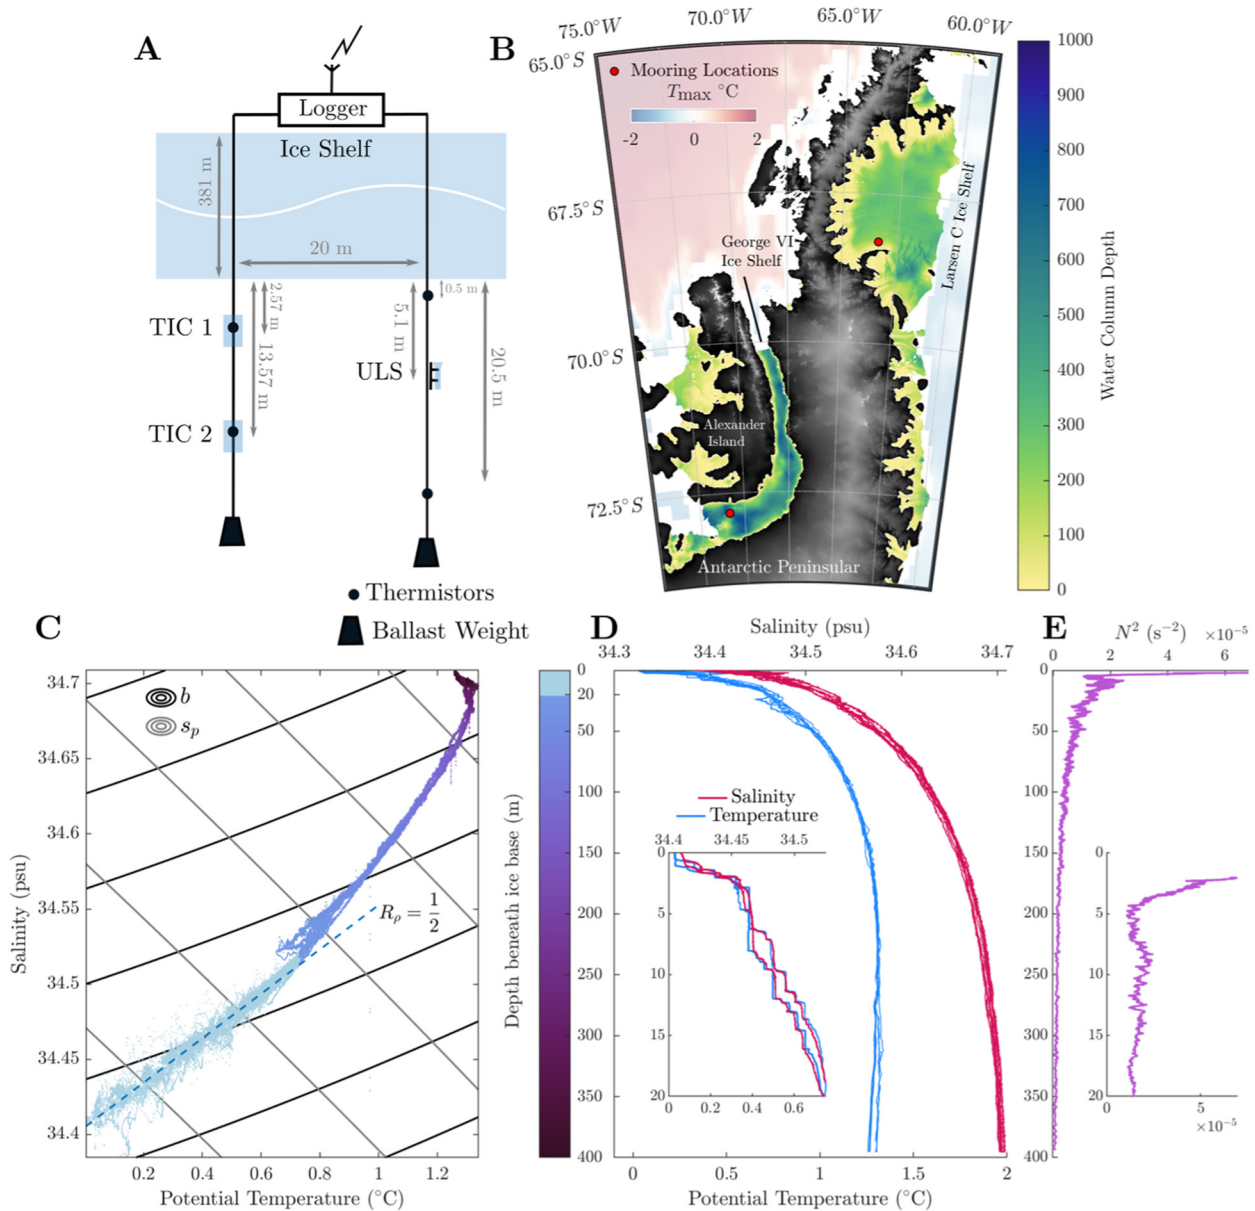 A
Logger
Ice Shelf
381 m
20 m
2.57 m
13.57 m
0.5 m
5.1 m
20.5 m
TIC 1
TIC 2
ULS
Thermistors
Ballast Weight
B
75.0°W
70.0°W
65.0°W
60.0°W
65.0°S
67.5°S
70.0°S
72.5°S
Mooring Locations
Tmax °C
-2 0 2
George VI
Ice Shelf
Larsen C Ice Shelf
Alexander
Island
Antarctic Peninsular
1000
900
800
700
600
500
400
300
200
100
0
Water Column Depth
C
b
sp
34.7
34.65
34.6
34.55
34.5
34.45
34.4
Salinity (psu)
Rρ = 1/2
0.2 0.4 0.6 0.8 1 1.2
Potential Temperature (°C)
0
20
50
100
150
200
250
300
350
400
Depth beneath ice base (m)
D
Salinity (psu)
34.3 34.4 34.5 34.6 34.7
0
50
100
150
200
250
300
350
400
Salinity
Temperature
34.4 34.45 34.5
0
5
10
15
20
0 0.2 0.4 0.6
0 0.5 1 1.5 2
Potential Temperature (°C)
E
N² (s⁻²) ×10⁻⁵
0 2 4 6
0
50
100
150
200
250
300
350
400
0
5
10
15
20
0 5
×10⁻⁵